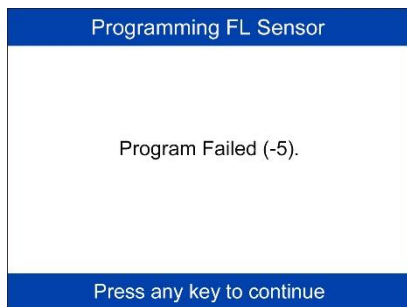 Programming FL Sensor
Program Failed (-5).
Press any key to continue